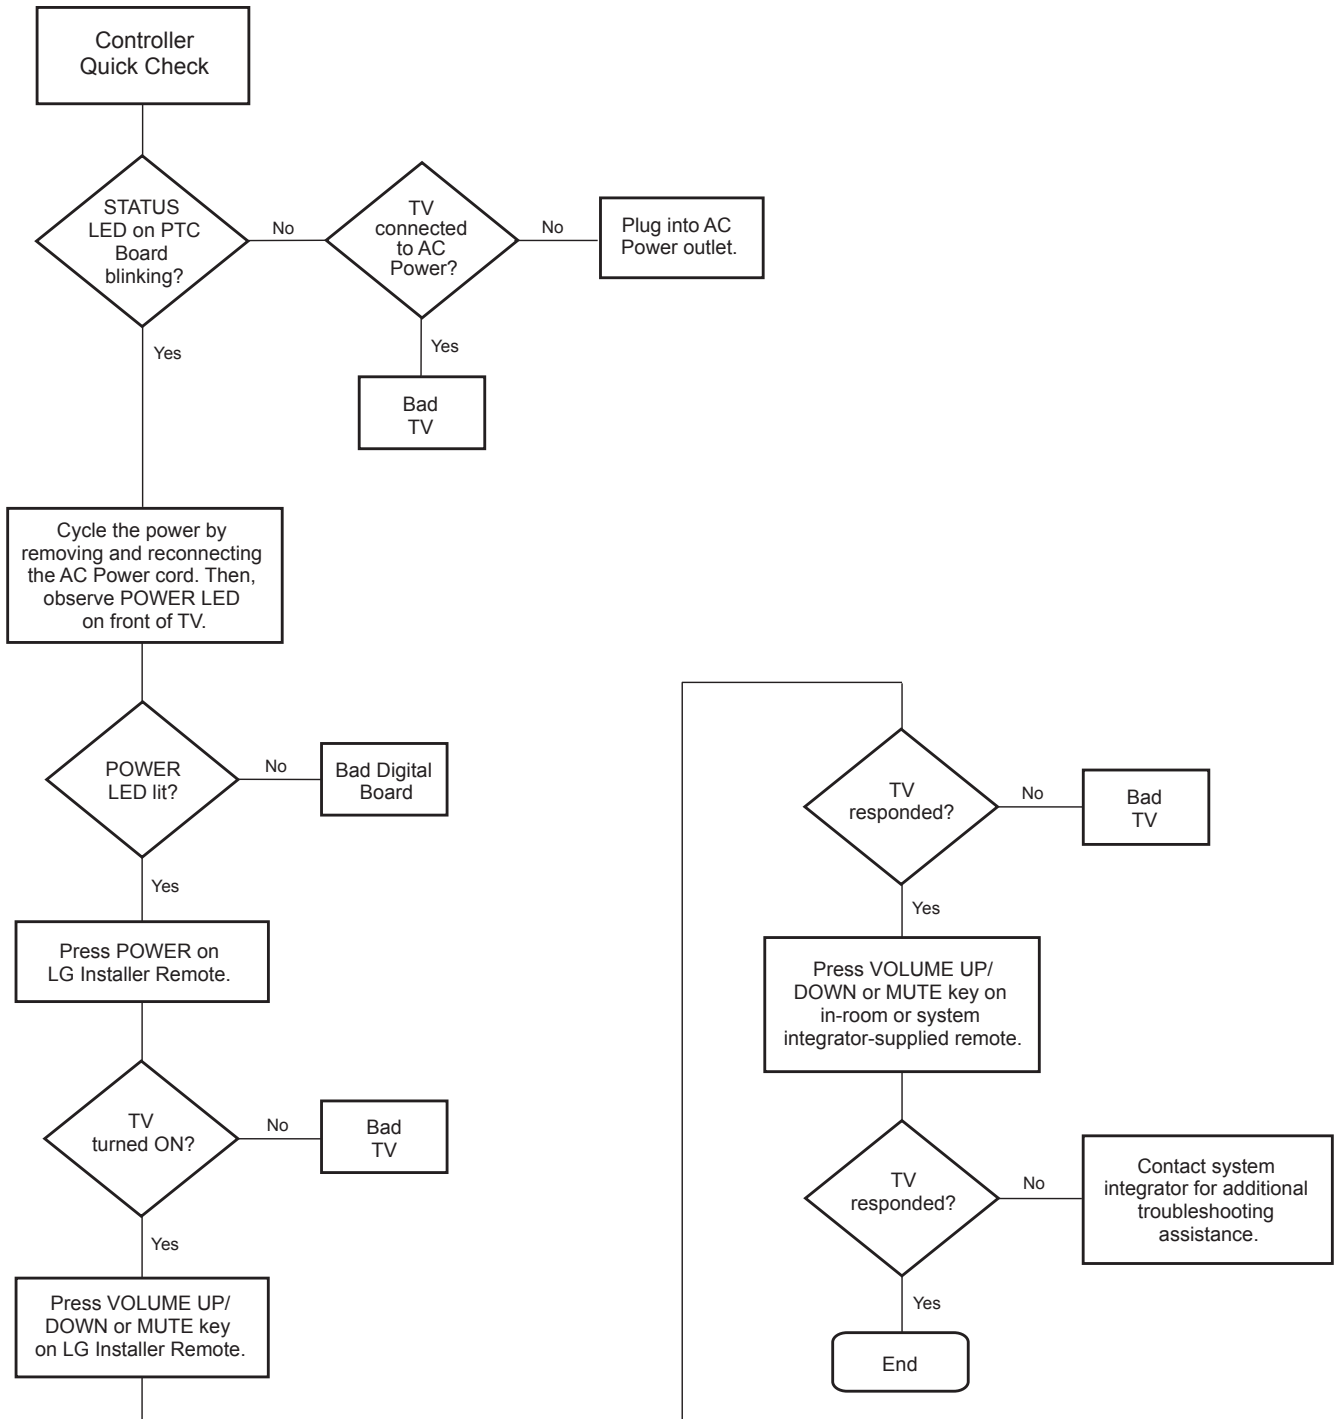 Controller
Quick Check
STATUS
LED on PTC
Board
blinking?
No
TV
connected
to AC
Power?
No
Plug into AC
Power outlet.
Yes
Yes
Bad
TV
Cycle the power by
removing and reconnecting
the AC Power cord. Then,
observe POWER LED
on front of TV.
POWER
LED lit?
No
Bad Digital
Board
Yes
Press POWER on
LG Installer Remote.
TV
turned ON?
No
Bad
TV
Yes
Press VOLUME UP/
DOWN or MUTE key
on LG Installer Remote.
TV
responded?
No
Bad
TV
Yes
Press VOLUME UP/
DOWN or MUTE key on
in-room or system
integrator-supplied remote.
TV
responded?
No
Contact system
integrator for additional
troubleshooting
assistance.
Yes
End